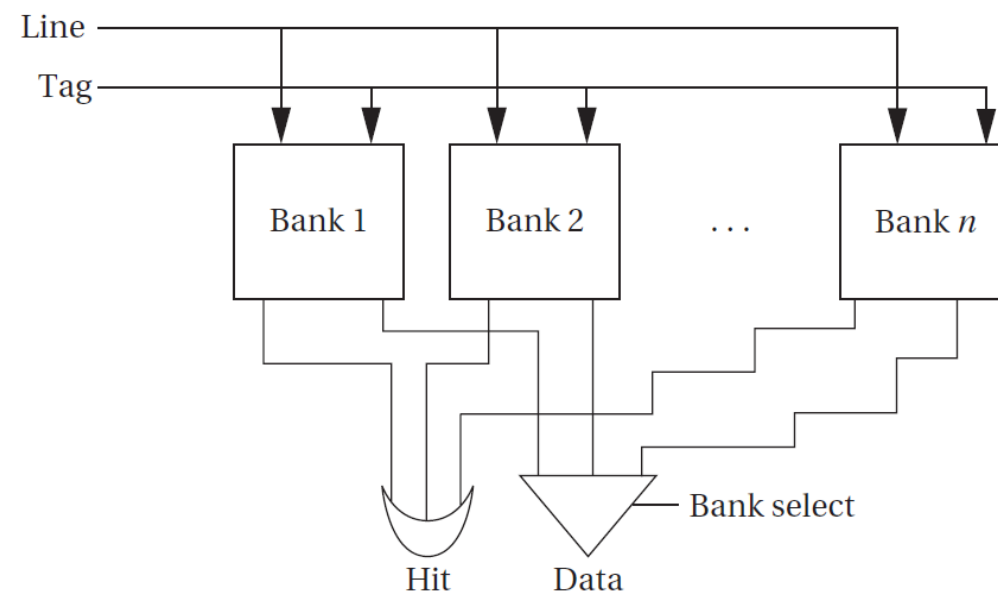 Line
Tag
Bank 1
Bank 2
. . .
Bank n
Bank select
Hit
Data